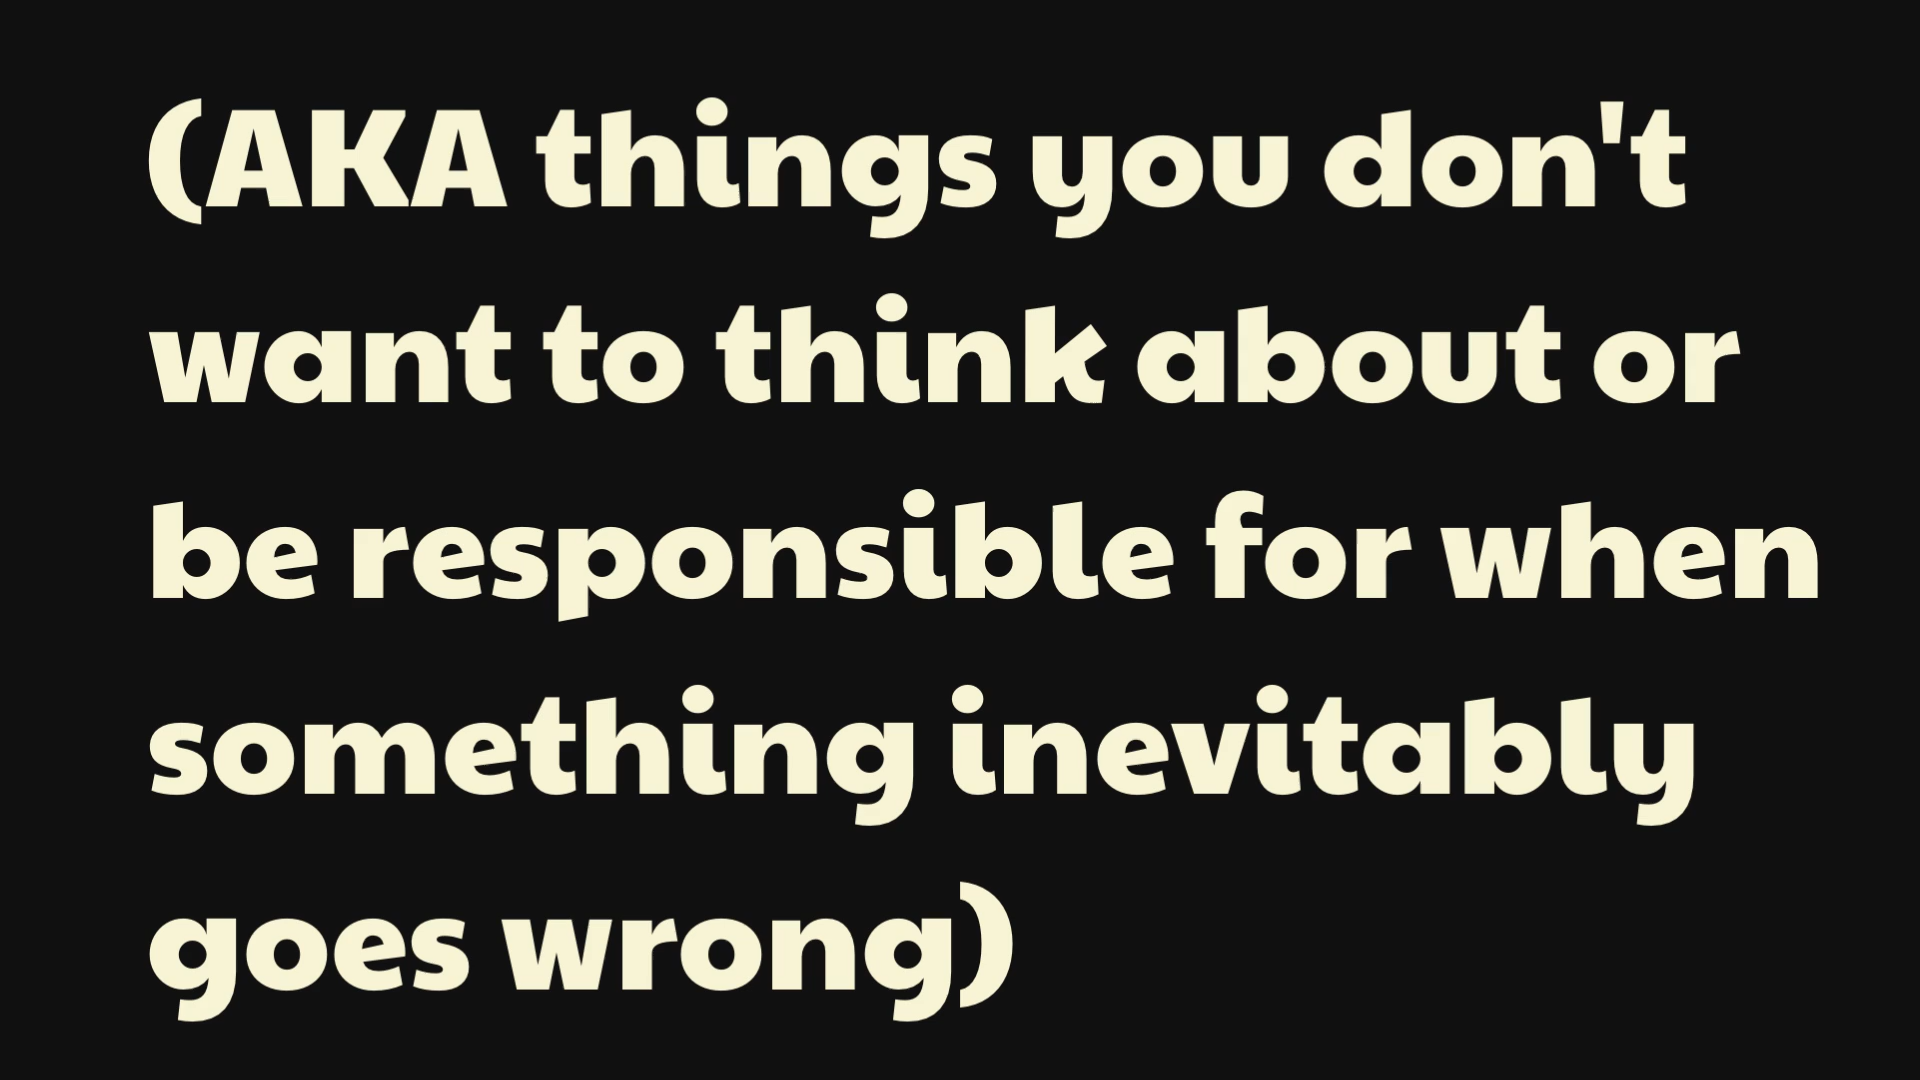 (AKA things you don't
want to think about or
be responsible for when
something inevitably
goes wrong)